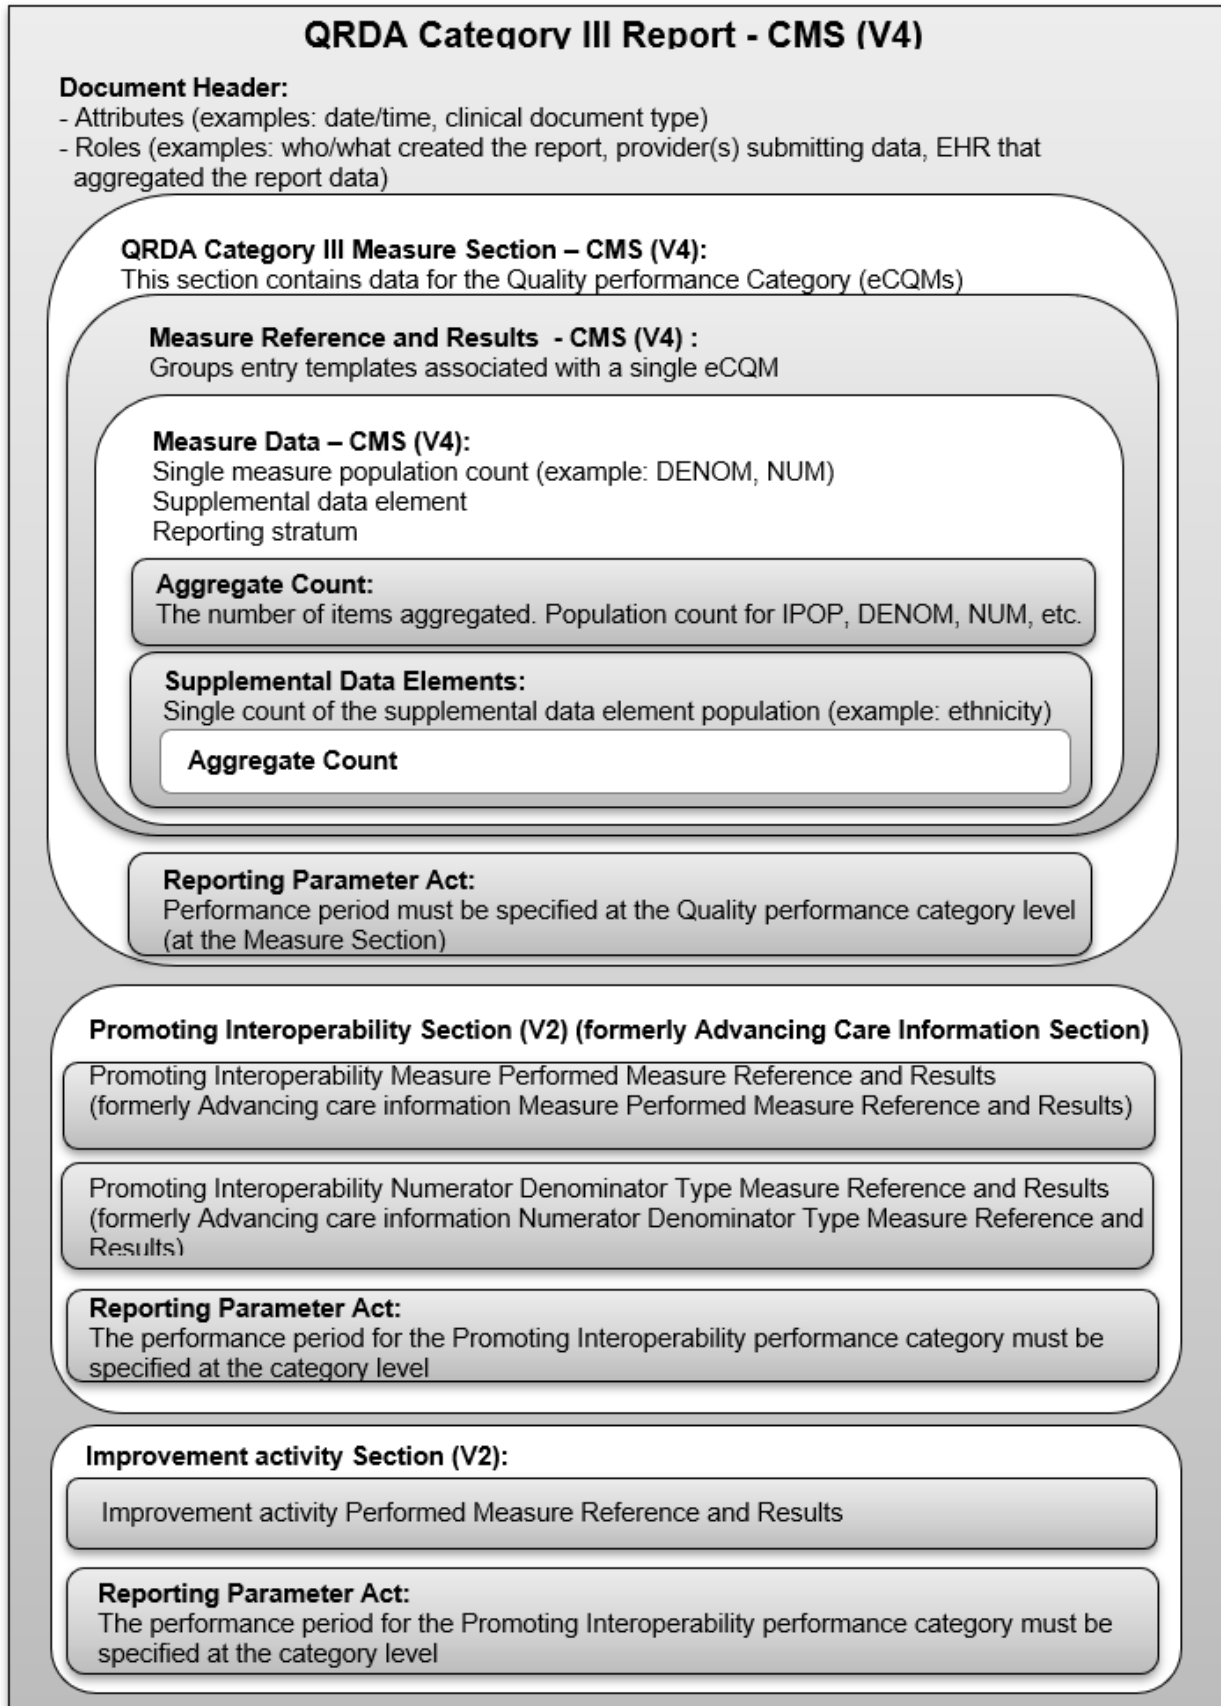 QRDA Category III Report - CMS (V4)
Document Header:
- Attributes (examples: date/time, clinical document type)
- Roles (examples: who/what created the report, provider(s) submitting data, EHR that
aggregated the report data)
QRDA Category III Measure Section – CMS (V4):
This section contains data for the Quality performance Category (eCQMs)
Measure Reference and Results - CMS (V4) :
Groups entry templates associated with a single eCQM
Measure Data – CMS (V4):
Single measure population count (example: DENOM, NUM)
Supplemental data element
Reporting stratum
Aggregate Count:
The number of items aggregated. Population count for IPOP, DENOM, NUM, etc.
Supplemental Data Elements:
Single count of the supplemental data element population (example: ethnicity)
Aggregate Count
Reporting Parameter Act:
Performance period must be specified at the Quality performance category level
(at the Measure Section)
Promoting Interoperability Section (V2) (formerly Advancing Care Information Section)
Promoting Interoperability Measure Performed Measure Reference and Results
(formerly Advancing care information Measure Performed Measure Reference and Results)
Promoting Interoperability Numerator Denominator Type Measure Reference and Results
(formerly Advancing care information Numerator Denominator Type Measure Reference and
Results)
Reporting Parameter Act:
The performance period for the Promoting Interoperability performance category must be
specified at the category level
Improvement activity Section (V2):
Improvement activity Performed Measure Reference and Results
Reporting Parameter Act:
The performance period for the Promoting Interoperability performance category must be
specified at the category level